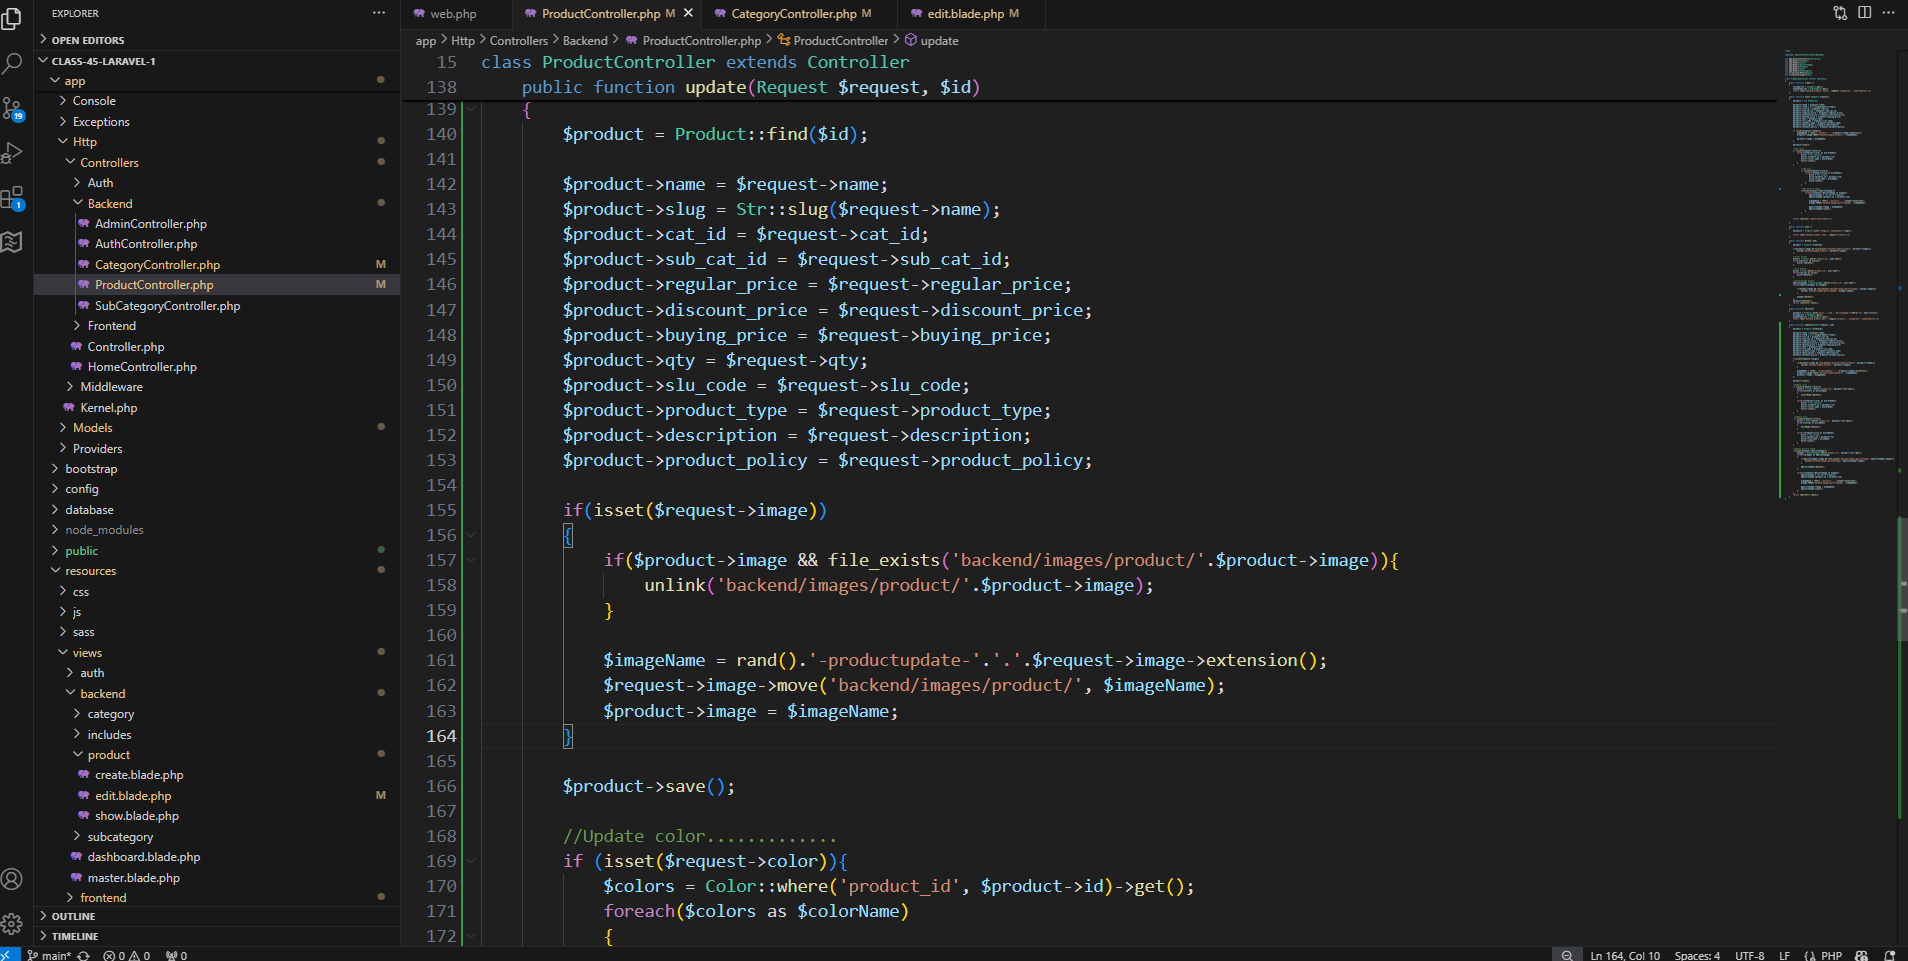 EXPLORER
OPEN EDITORS
CLASS-45-LARAVEL-1
app
Console
Exceptions
Http
Controllers
Auth
Backend
AdminController.php
AuthController.php
CategoryController.php M
ProductController.php M
SubCategoryController.php
Frontend
Controller.php
HomeController.php
Middleware
Kernel.php
Models
Providers
bootstrap
config
database
node_modules
public
resources
css
js
sass
views
auth
backend
category
includes
product
create.blade.php
edit.blade.php M
show.blade.php
subcategory
dashboard.blade.php
master.blade.php
frontend
OUTLINE
TIMELINE
19
1
web.php
ProductController.php M
CategoryController.php M
edit.blade.php M
app > Http > Controllers > Backend > ProductController.php > ProductController > update
15 class ProductController extends Controller
138 public function update(Request $request, $id)
139 {
140 $product = Product::find($id);
141
142 $product->name = $request->name;
143 $product->slug = Str::slug($request->name);
144 $product->cat_id = $request->cat_id;
145 $product->sub_cat_id = $request->sub_cat_id;
146 $product->regular_price = $request->regular_price;
147 $product->discount_price = $request->discount_price;
148 $product->buying_price = $request->buying_price;
149 $product->qty = $request->qty;
150 $product->slu_code = $request->slu_code;
151 $product->product_type = $request->product_type;
152 $product->description = $request->description;
153 $product->product_policy = $request->product_policy;
154
155 if(isset($request->image))
156 {
157 if($product->image && file_exists('backend/images/product/'.$product->image)){
158 unlink('backend/images/product/'.$product->image);
159 }
160
161 $imageName = rand().'-productupdate-'.'.'.$request->image->extension();
162 $request->image->move('backend/images/product/', $imageName);
163 $product->image = $imageName;
164 }
165
166 $product->save();
167
168 //Update color.............
169 if (isset($request->color)){
170 $colors = Color::where('product_id', $product->id)->get();
171 foreach($colors as $colorName)
172 {
main* 0 0 0
Ln 164, Col 10 Spaces: 4 UTF-8 LF {} PHP